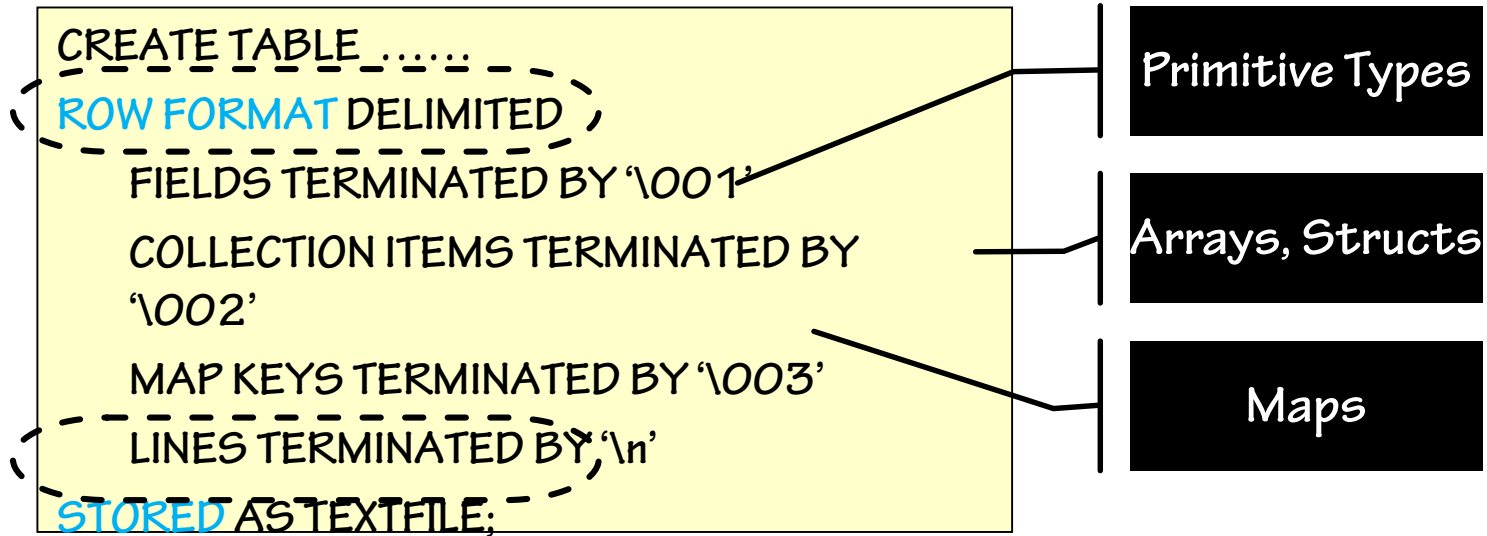 CREATE TABLE ......
ROW FORMAT DELIMITED
FIELDS TERMINATED BY ‘\001’
COLLECTION ITEMS TERMINATED BY
‘\002’
MAP KEYS TERMINATED BY ‘\003’
LINES TERMINATED BY ‘\n’
STORED AS TEXTFILE;
Primitive Types
Arrays, Structs
Maps